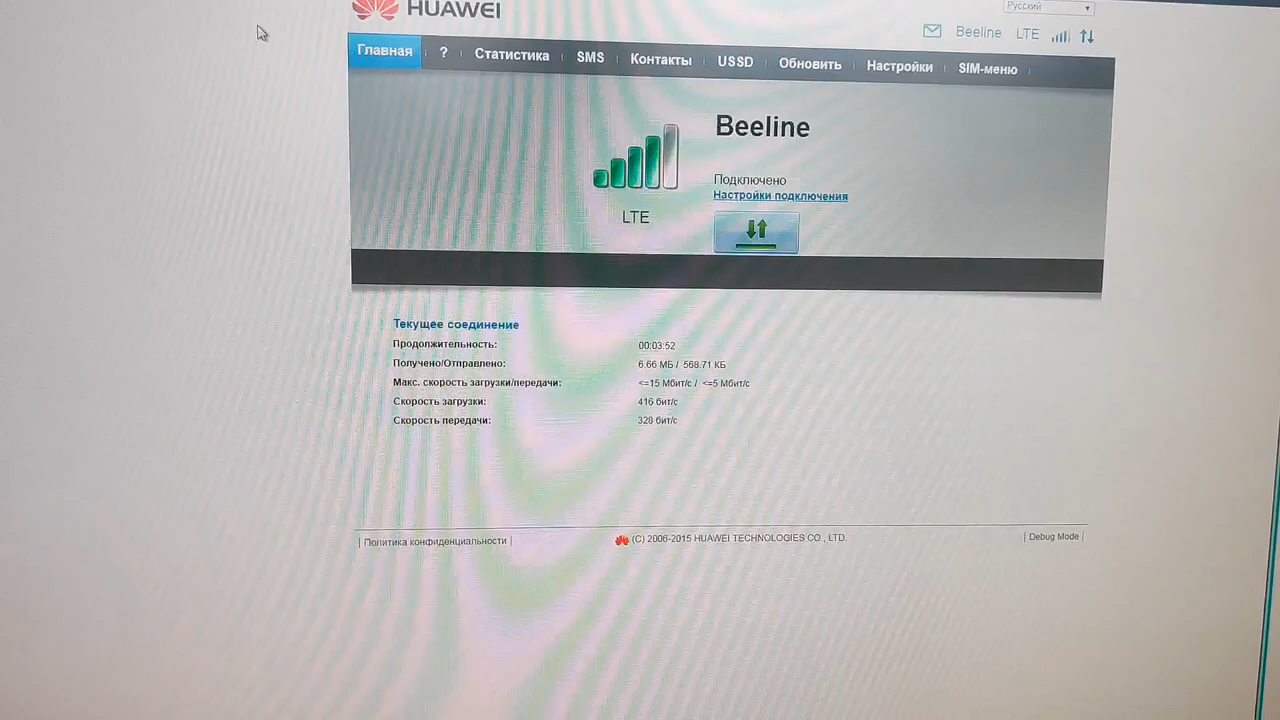 HUAWEI
Русский
Beeline LTE
Главная ? Статистика SMS Контакты USSD Обновить Настройки SIM-меню
Beeline
Подключено
Настройки подключения
LTE
Текущее соединение
Продолжительность: 00:03:52
Получено/Отправлено: 6.66 МБ / 568.71 КБ
Макс. скорость загрузки/передачи: <=15 Мбит/с / <=5 Мбит/с
Скорость загрузки: 416 бит/с
Скорость передачи: 328 бит/с
| Политика конфиденциальности | (C) 2006-2015 HUAWEI TECHNOLOGIES CO., LTD. | Debug Mode |